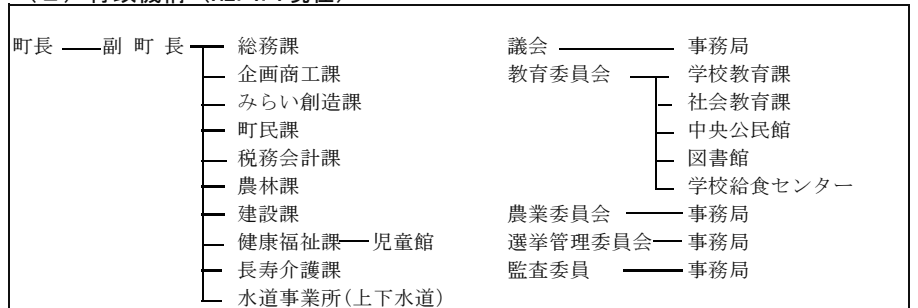 町長 副 町 長 総務課 議会 事務局
企画商工課 教育委員会 学校教育課
みらい創造課 社会教育課
町民課 中央公民館
税務会計課 図書館
農林課 学校給食センター
建設課 農業委員会 事務局
健康福祉課 児童館 選挙管理委員会 事務局
長寿介護課 監査委員 事務局
水道事業所(上下水道)